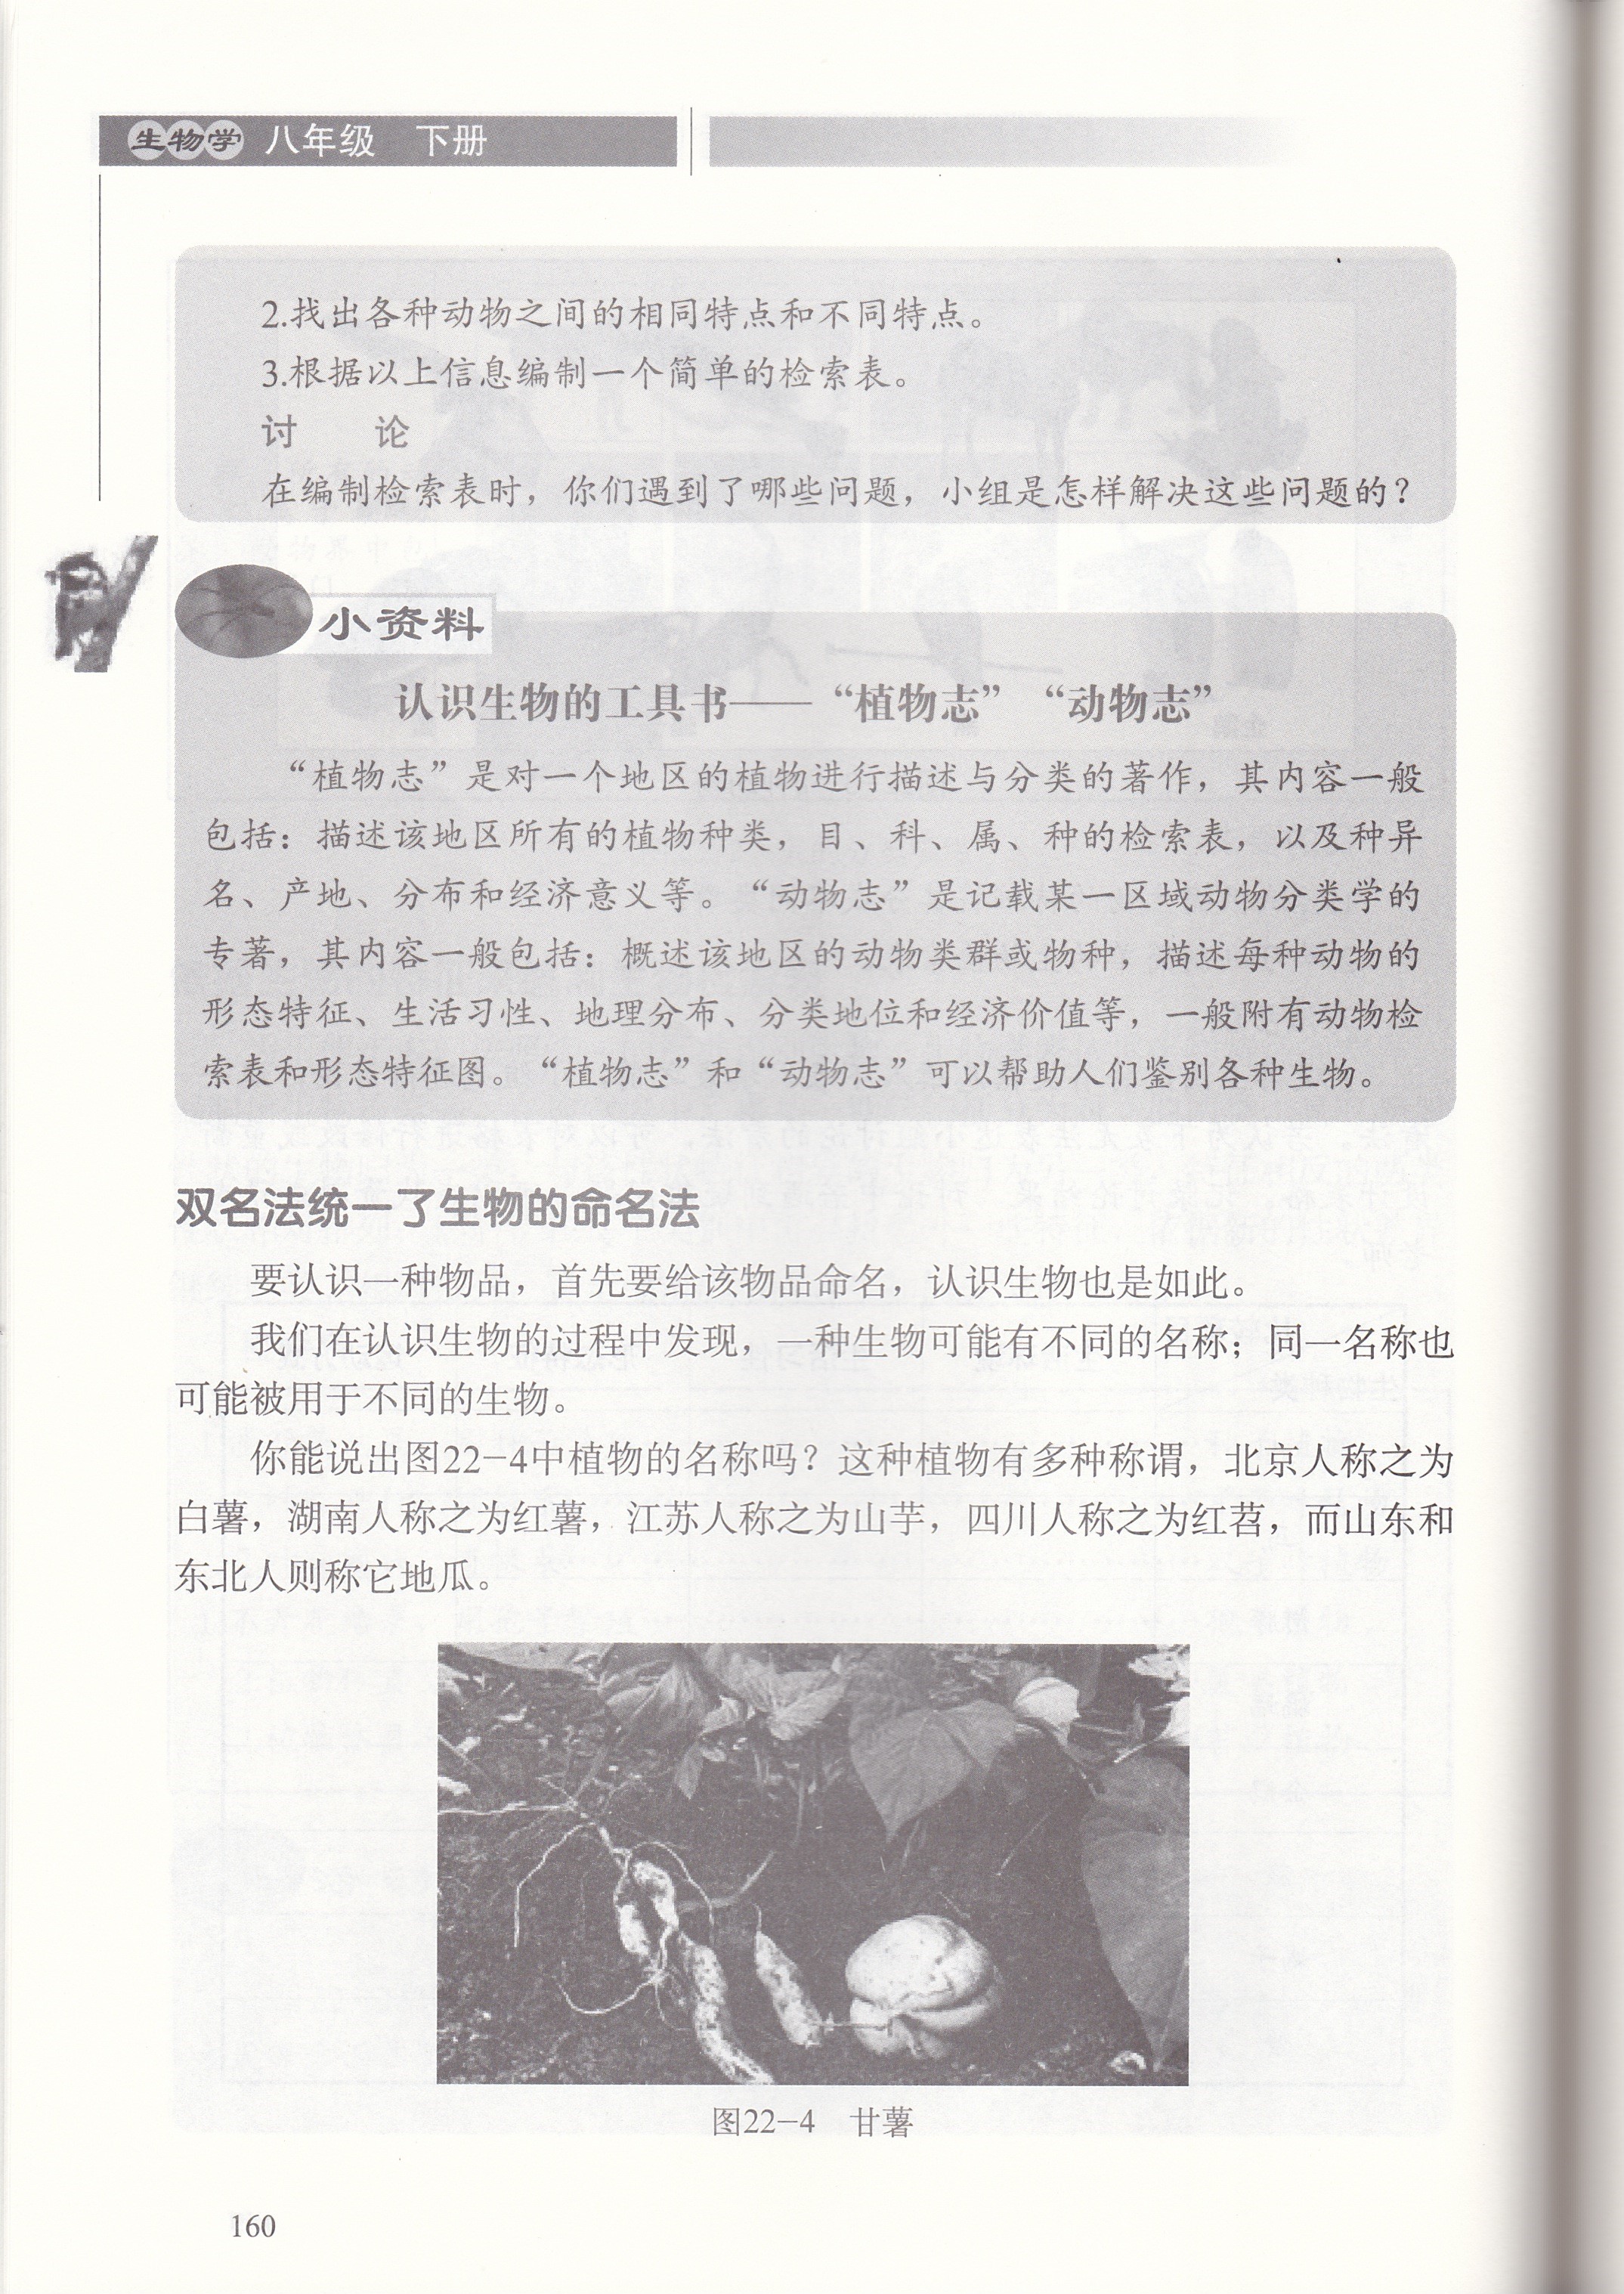 生物学 八年级 下册
2.找出各种动物之间的相同特点和不同特点。
3.根据以上信息编制一个简单的检索表。
讨 论
在编制检索表时，你们遇到了哪些问题，小组是怎样解决这些问题的？
小资料
认识生物的工具书——“植物志” “动物志”
“植物志”是对一个地区的植物进行描述与分类的著作，其内容一般
包括：描述该地区所有的植物种类，目、科、属、种的检索表，以及种异
名、产地、分布和经济意义等。“动物志”是记载某一区域动物分类学的
专著，其内容一般包括：概述该地区的动物类群或物种，描述每种动物的
形态特征、生活习性、地理分布、分类地位和经济价值等，一般附有动物检
索表和形态特征图。“植物志”和“动物志”可以帮助人们鉴别各种生物。
双名法统一了生物的命名法
要认识一种物品，首先要给该物品命名，认识生物也是如此。
我们在认识生物的过程中发现，一种生物可能有不同的名称；同一名称也
可能被用于不同的生物。
你能说出图22-4中植物的名称吗？这种植物有多种称谓，北京人称之为
白薯，湖南人称之为红薯，江苏人称之为山芋，四川人称之为红苕，而山东和
东北人则称它地瓜。
图22-4 甘薯
160